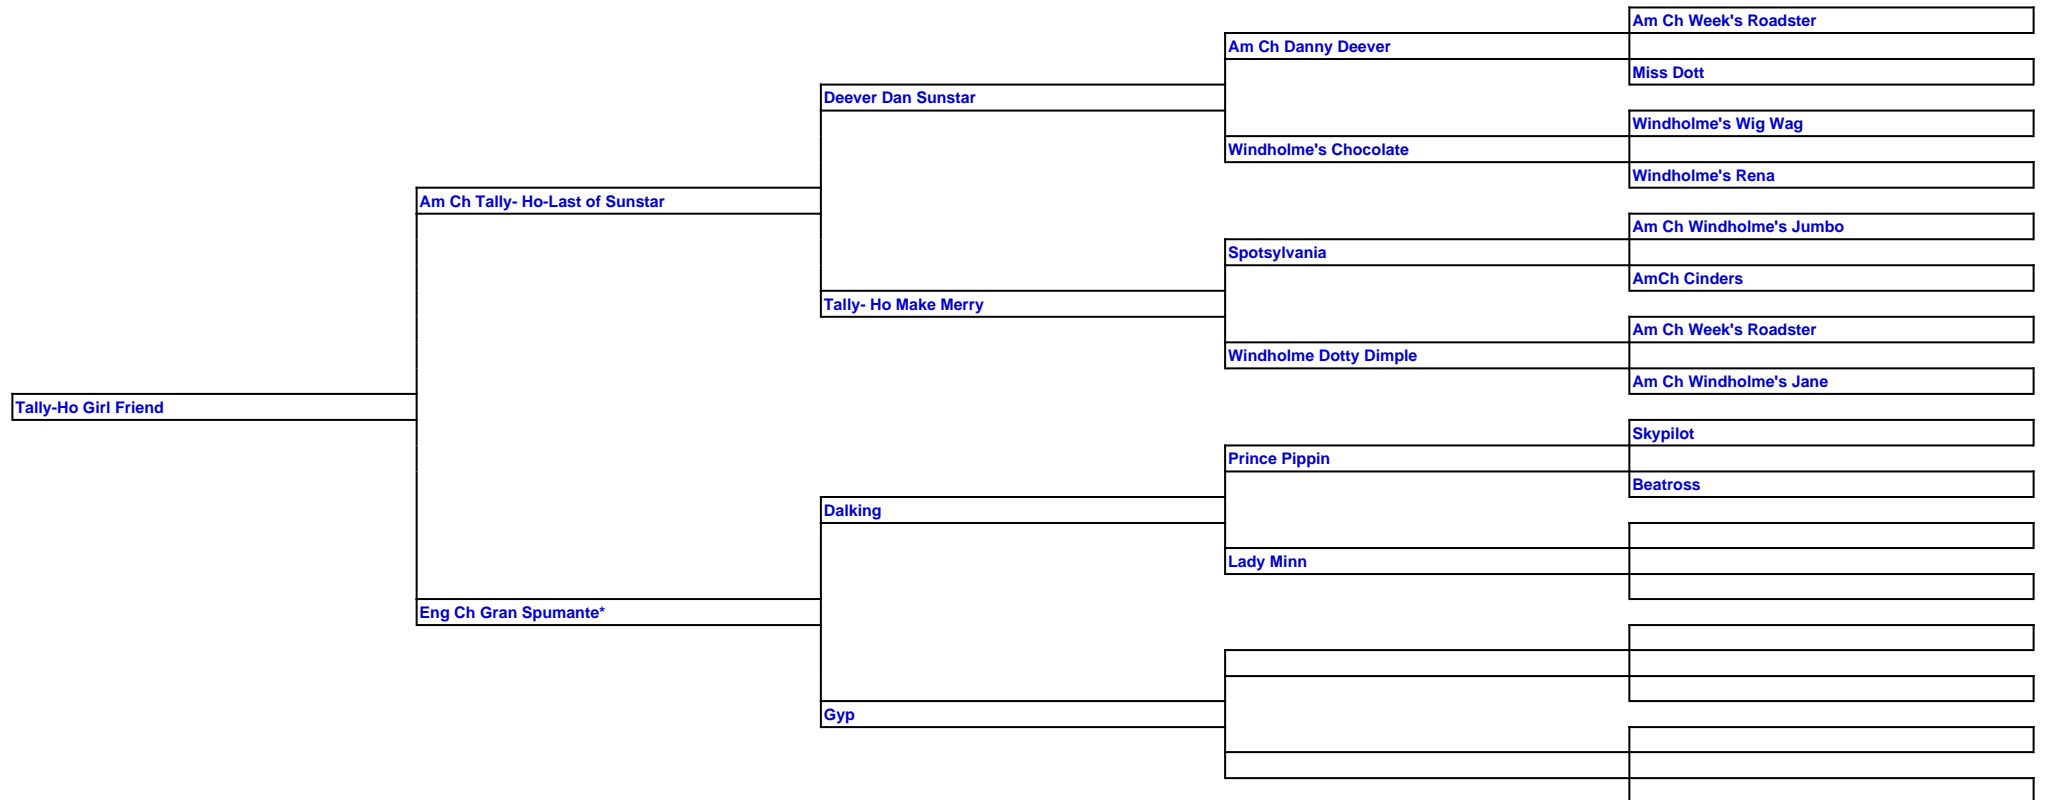 Am Ch Week's Roadster
Am Ch Danny Deever
Miss Dott
Deever Dan Sunstar
Windholme's Wig Wag
Windholme's Chocolate
Windholme's Rena
Am Ch Tally- Ho-Last of Sunstar
Am Ch Windholme's Jumbo
Spotsylvania
AmCh Cinders
Tally- Ho Make Merry
Am Ch Week's Roadster
Windholme Dotty Dimple
Am Ch Windholme's Jane
Tally-Ho Girl Friend
Skypilot
Prince Pippin
Beatross
Dalking
Lady Minn
Eng Ch Gran Spumante*
Gyp